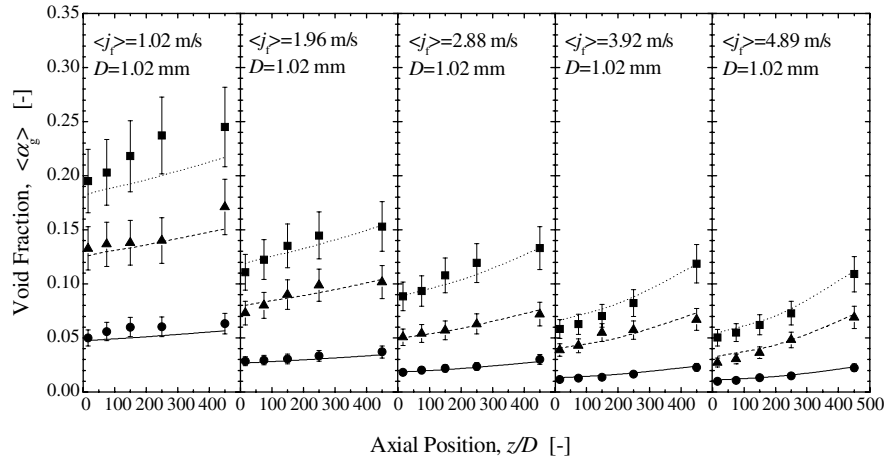 <j_f>=1.02 m/s
D=1.02 mm
<j_f>=1.96 m/s
D=1.02 mm
<j_f>=2.88 m/s
D=1.02 mm
<j_f>=3.92 m/s
D=1.02 mm
<j_f>=4.89 m/s
D=1.02 mm
0.35
0.30
0.25
0.20
0.15
0.10
0.05
0.00
Void Fraction, <α_g> [-]
0 100 200 300 400 0 100 200 300 400 0 100 200 300 400 0 100 200 300 400 0 100 200 300 400 500
Axial Position, z/D [-]